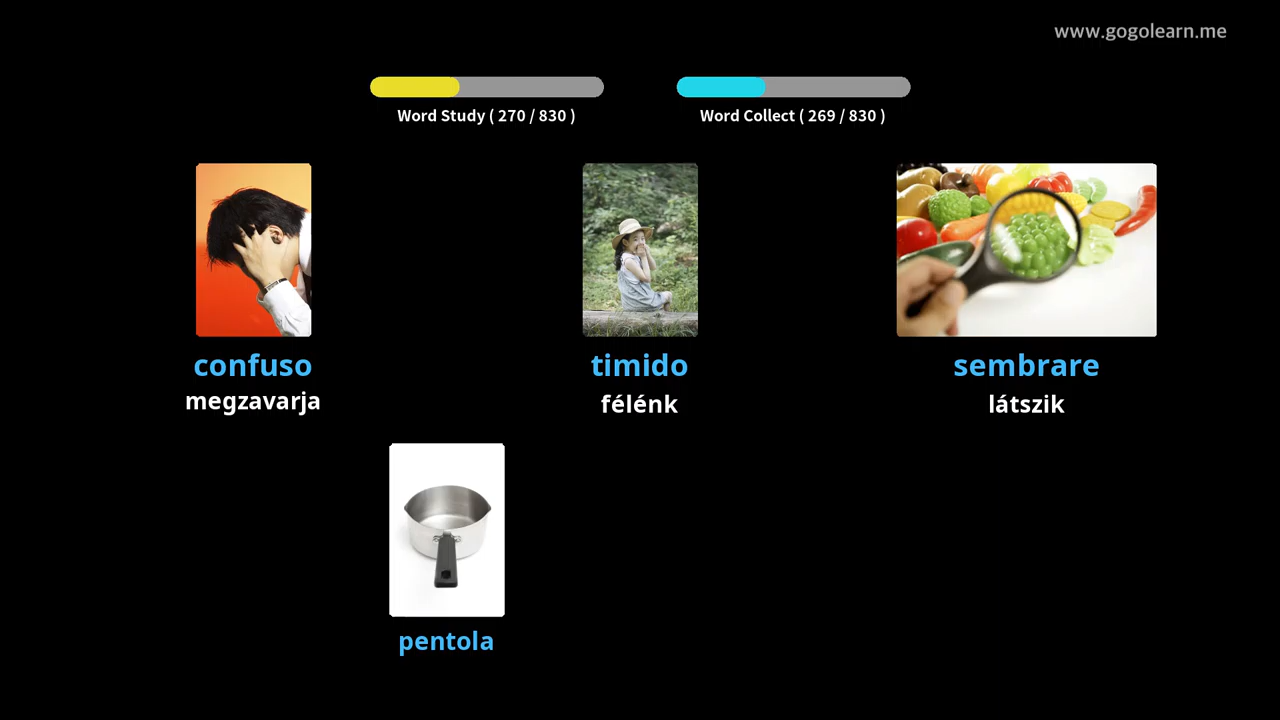 www.gogolearn.me
Word Study ( 270 / 830 )
Word Collect ( 269 / 830 )
confuso
megzavarja
timido
félénk
sembrare
látszik
pentola